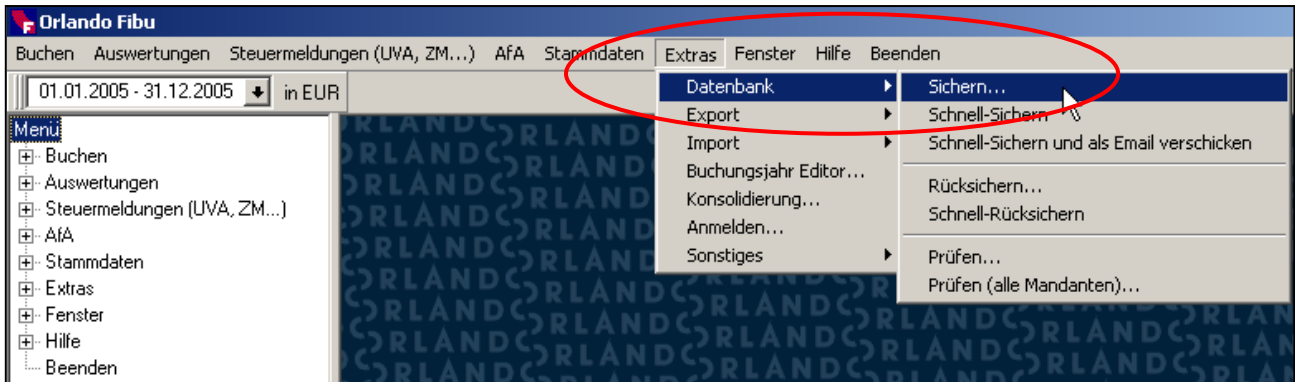 Orlando Fibu
Buchen Auswertungen Steuermeldungen (UVA, ZM...) AfA Stammdaten Extras Fenster Hilfe Beenden
01.01.2005 - 31.12.2005 in EUR
Menü
Buchen
Auswertungen
Steuermeldungen (UVA, ZM...)
AfA
Stammdaten
Extras
Fenster
Hilfe
Beenden
Datenbank
Export
Import
Buchungsjahr Editor...
Konsolidierung...
Anmelden...
Sonstiges
Sichern...
Schnell-Sichern
Schnell-Sichern und als Email verschicken
Rücksichern...
Schnell-Rücksichern
Prüfen...
Prüfen (alle Mandanten)...